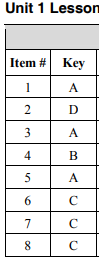 Unit 1 Lesson
Item # Key
1 A
2 D
3 A
4 B
5 A
6 C
7 C
8 C